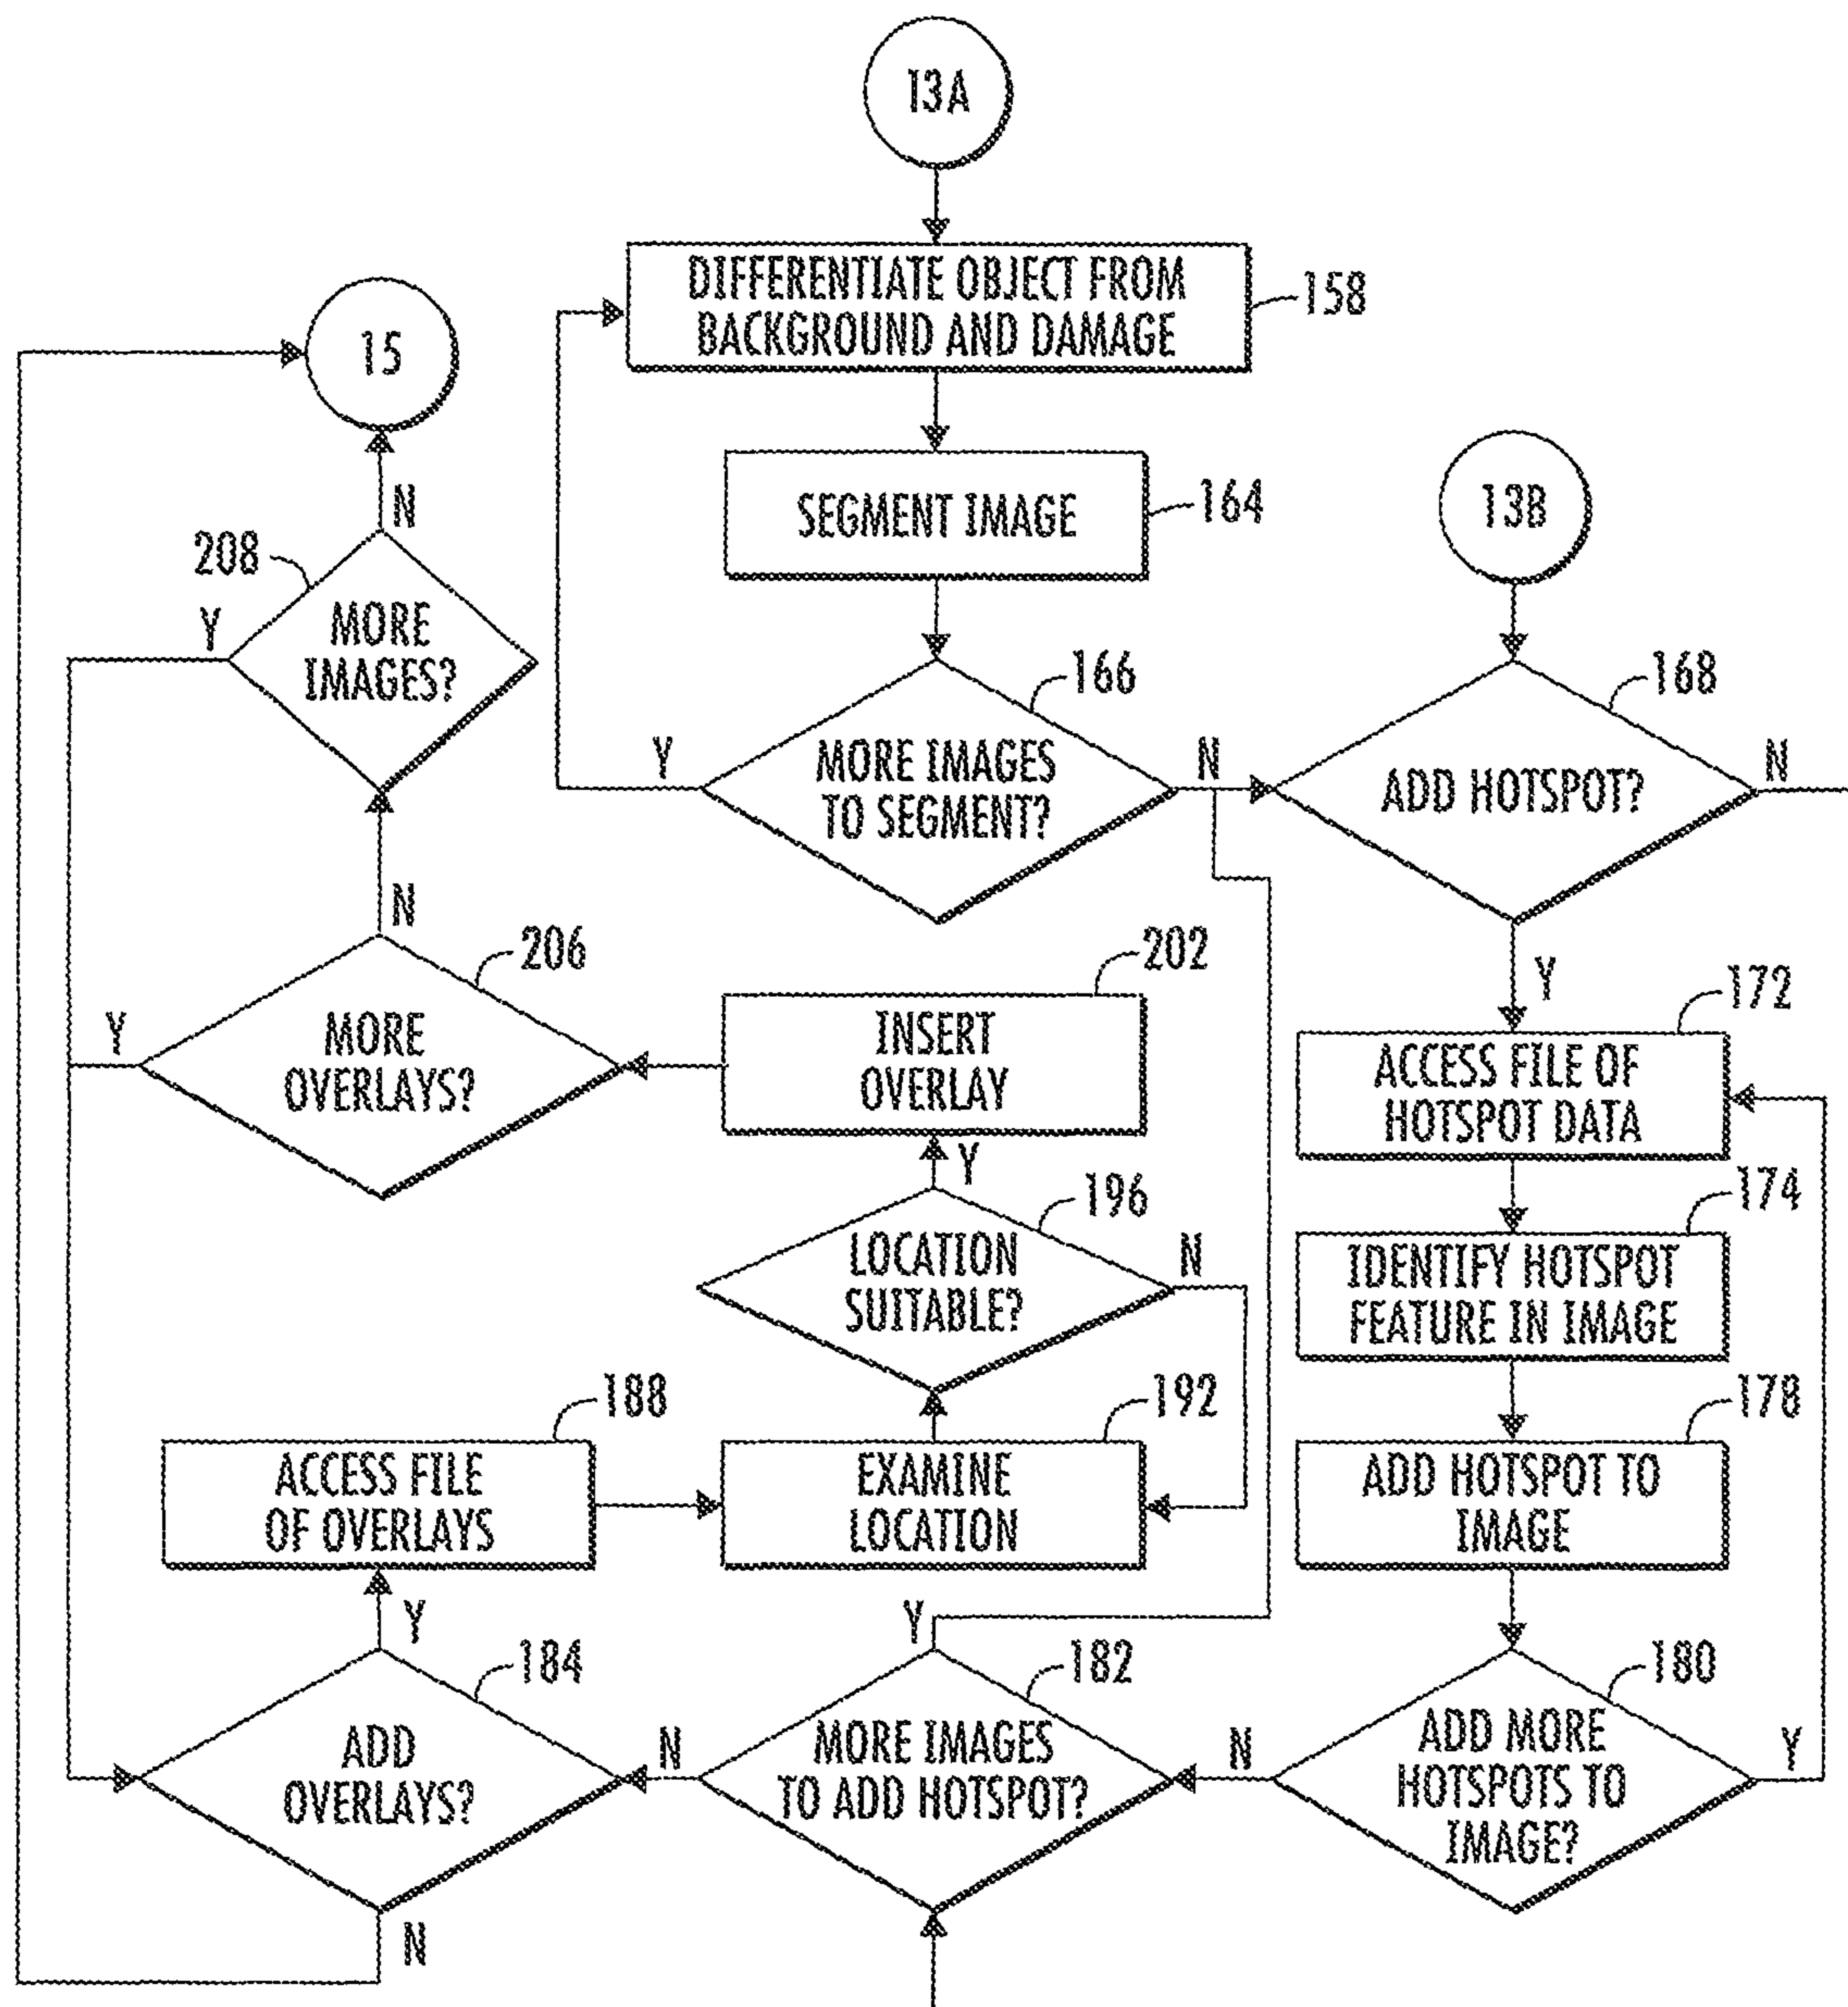 13A
DIFFERENTIATE OBJECT FROM
BACKGROUND AND DAMAGE
158
15
SEGMENT IMAGE
164
13B
N
208
Y
MORE
IMAGES?
166
Y
MORE IMAGES
TO SEGMENT?
N
168
ADD HOTSPOT?
N
N
206
Y
MORE
OVERLAYS?
202
INSERT
OVERLAY
Y
172
ACCESS FILE OF
HOTSPOT DATA
Y
196
LOCATION
SUITABLE?
N
174
IDENTIFY HOTSPOT
FEATURE IN IMAGE
188
ACCESS FILE
OF OVERLAYS
192
EXAMINE
LOCATION
178
ADD HOTSPOT TO
IMAGE
Y
184
ADD
OVERLAYS?
N
Y
182
MORE IMAGES
TO ADD HOTSPOT?
N
180
ADD MORE
HOTSPOTS TO
IMAGE?
Y
N